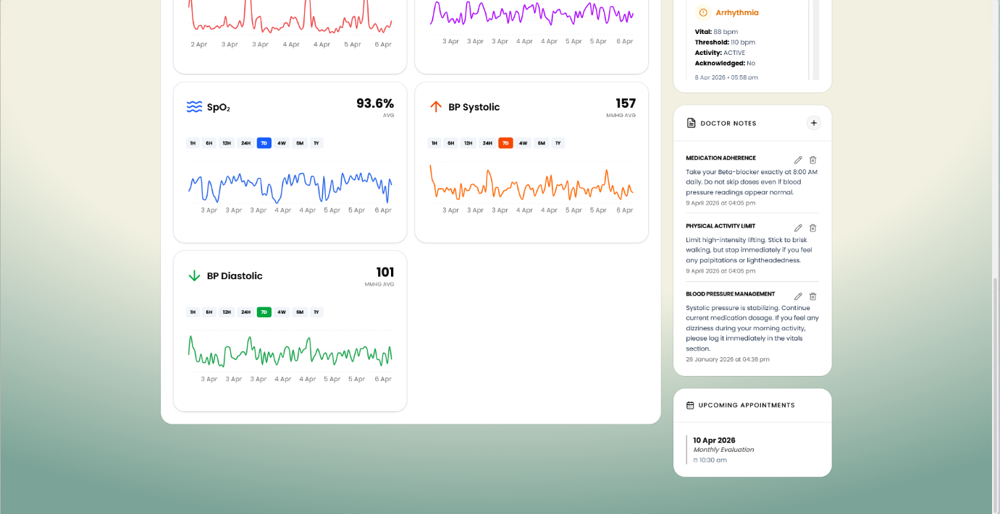 2 Apr 3 Apr 3 Apr 4 Apr 4 Apr 5 Apr 6 Apr
3 Apr 3 Apr 3 Apr 4 Apr 4 Apr 5 Apr 5 Apr 6 Apr
SpO₂
93.6%
AVG
1H 6H 12H 24H 7D 4W 6M 1Y
3 Apr 3 Apr 3 Apr 4 Apr 4 Apr 5 Apr 5 Apr 6 Apr
BP Systolic
157
MMHG AVG
1H 6H 12H 24H 7D 4W 6M 1Y
3 Apr 3 Apr 3 Apr 4 Apr 4 Apr 5 Apr 5 Apr 6 Apr
BP Diastolic
101
MMHG AVG
1H 6H 12H 24H 7D 4W 6M 1Y
3 Apr 3 Apr 3 Apr 4 Apr 4 Apr 5 Apr 5 Apr 6 Apr
Arrhythmia
Vital: 88 bpm
Threshold: 110 bpm
Activity: ACTIVE
Acknowledged: No
8 Apr 2026 • 05:58 pm
DOCTOR NOTES
MEDICATION ADHERENCE
Take your Beta-blocker exactly at 8:00 AM
daily. Do not skip doses even if blood
pressure readings appear normal.
9 April 2026 at 04:05 pm
PHYSICAL ACTIVITY LIMIT
Limit high-intensity lifting. Stick to brisk
walking, but stop immediately if you feel
any palpitations or lightheadedness.
9 April 2026 at 04:05 pm
BLOOD PRESSURE MANAGEMENT
Systolic pressure is stabilizing. Continue
current medication dosage. If you feel any
dizziness during your morning activity,
please log it immediately in the vitals
section.
26 January 2026 at 04:36 pm
UPCOMING APPOINTMENTS
10 Apr 2026
Monthly Evaluation
10:30 am